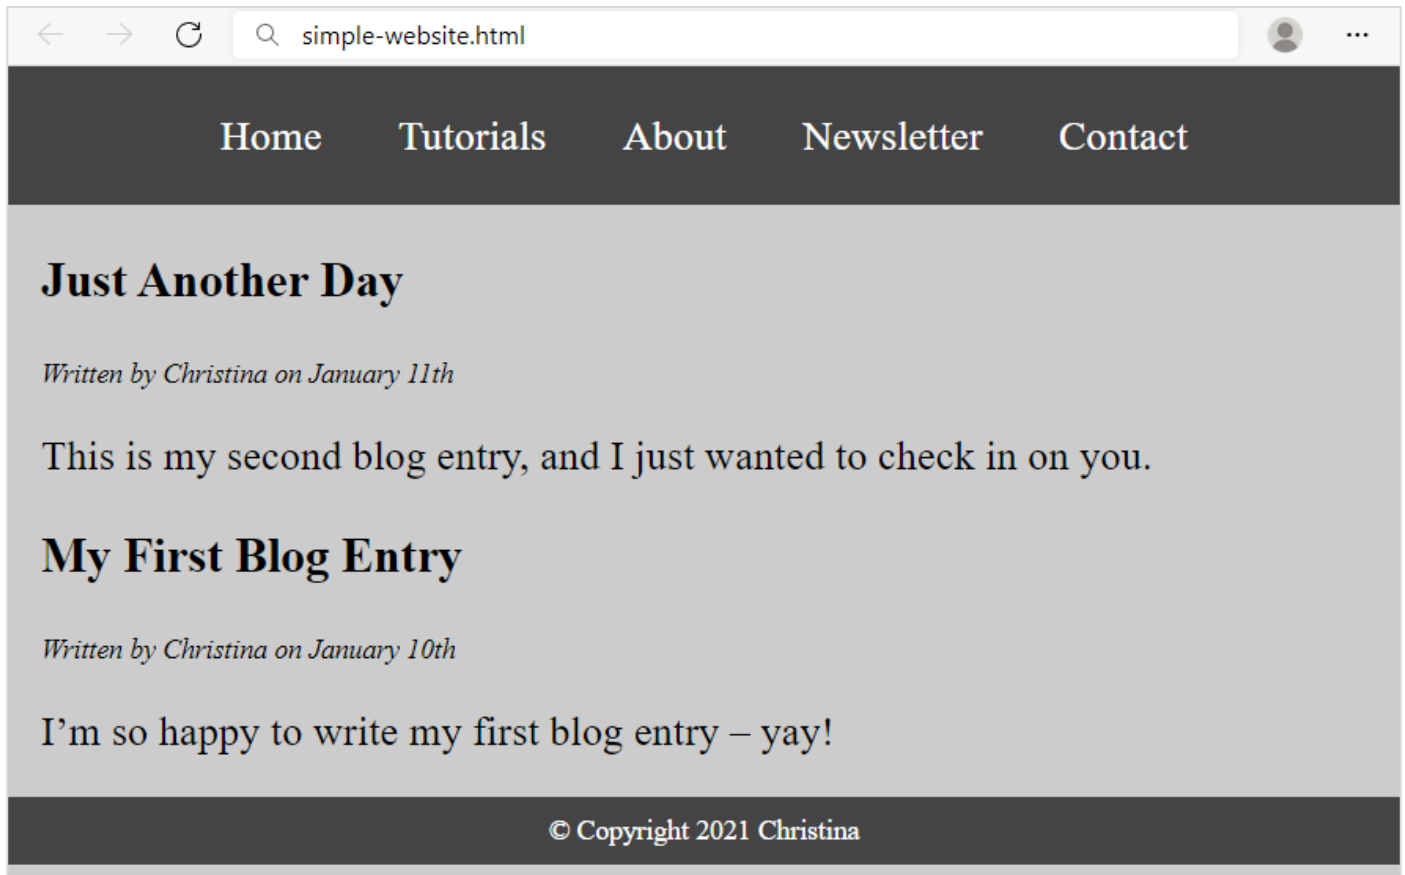 simple-website.html
Home Tutorials About Newsletter Contact
Just Another Day
Written by Christina on January 11th
This is my second blog entry, and I just wanted to check in on you.
My First Blog Entry
Written by Christina on January 10th
I’m so happy to write my first blog entry – yay!
© Copyright 2021 Christina